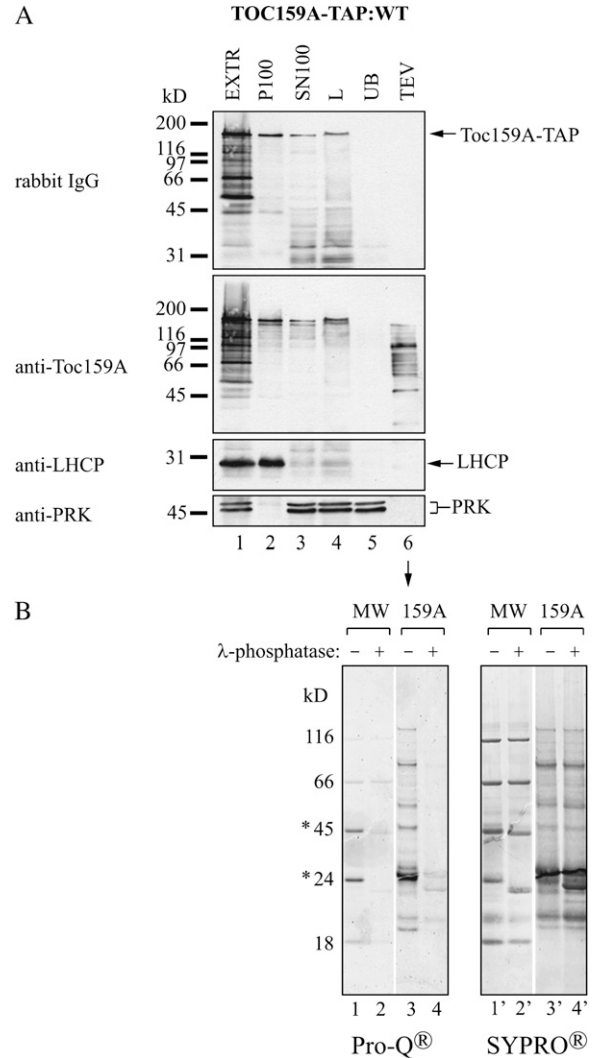 A
TOC159A-TAP:WT
EXTR P100 SN100 L UB TEV
kD
rabbit IgG
200
116
97
66
45
31
Toc159A-TAP
anti-Toc159A
200
116
97
66
45
anti-LHCP
31
LHCP
anti-PRK
45
PRK
1 2 3 4 5 6
B
MW 159A MW 159A
λ-phosphatase: – + – + – + – +
kD
116
66
* 45
* 24
18
1 2 3 4 1’ 2’ 3’ 4’
Pro-Q® SYPRO®